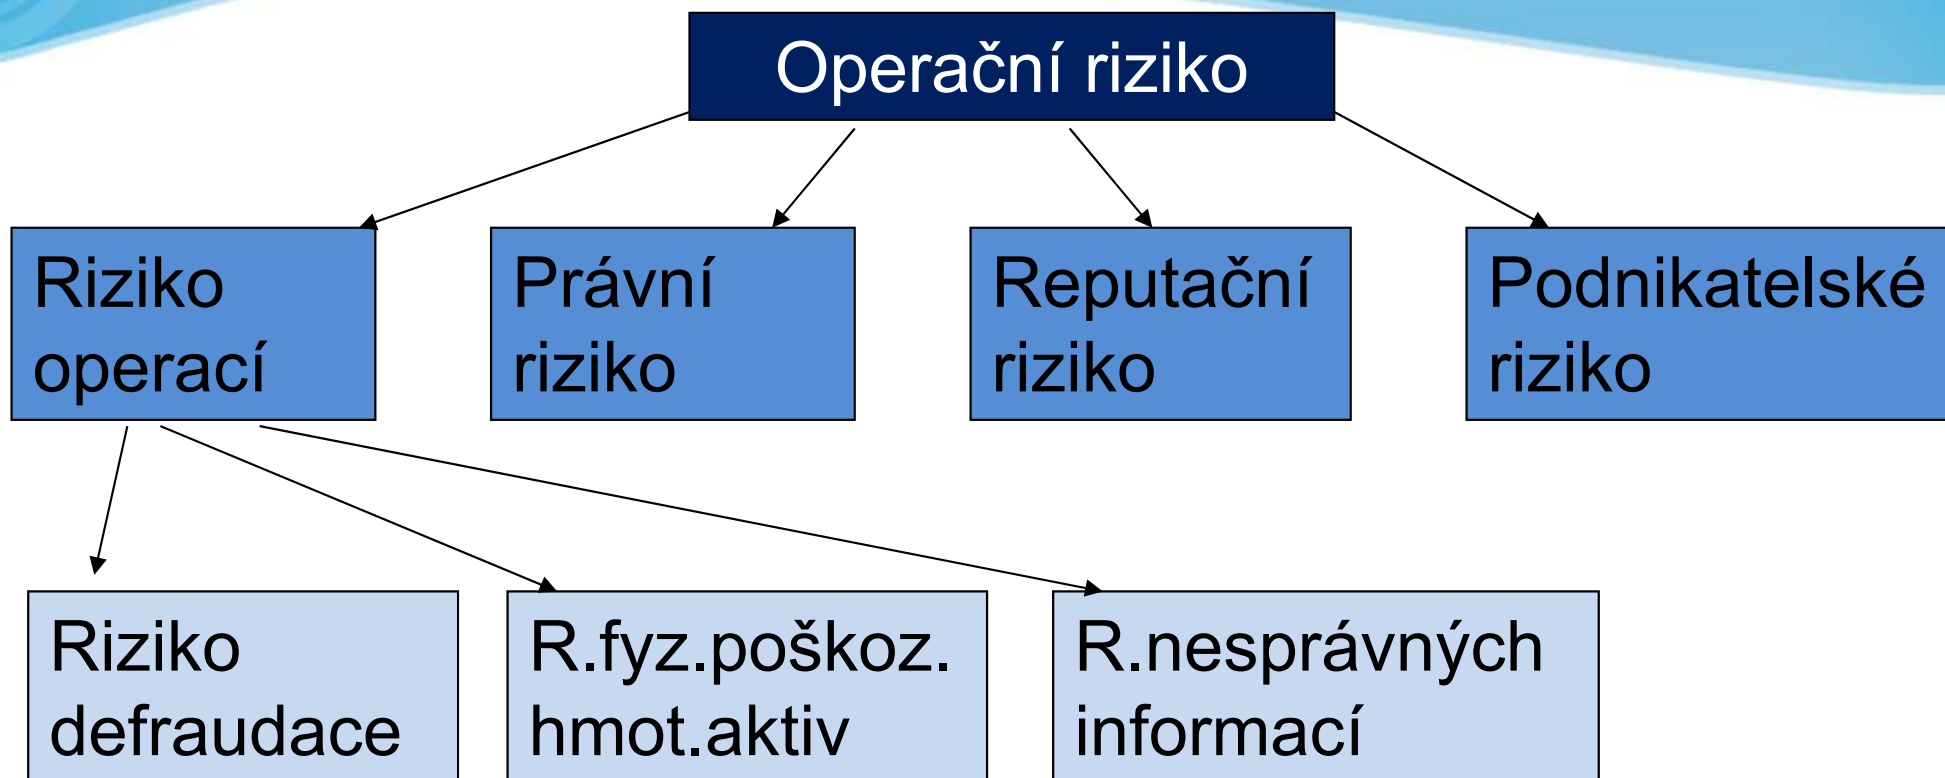 Operační riziko
Riziko
operací
Právní
riziko
Reputační
riziko
Podnikatelské
riziko
Riziko
defraudace
R.fyz.poškoz.
hmot.aktiv
R.nesprávných
informací